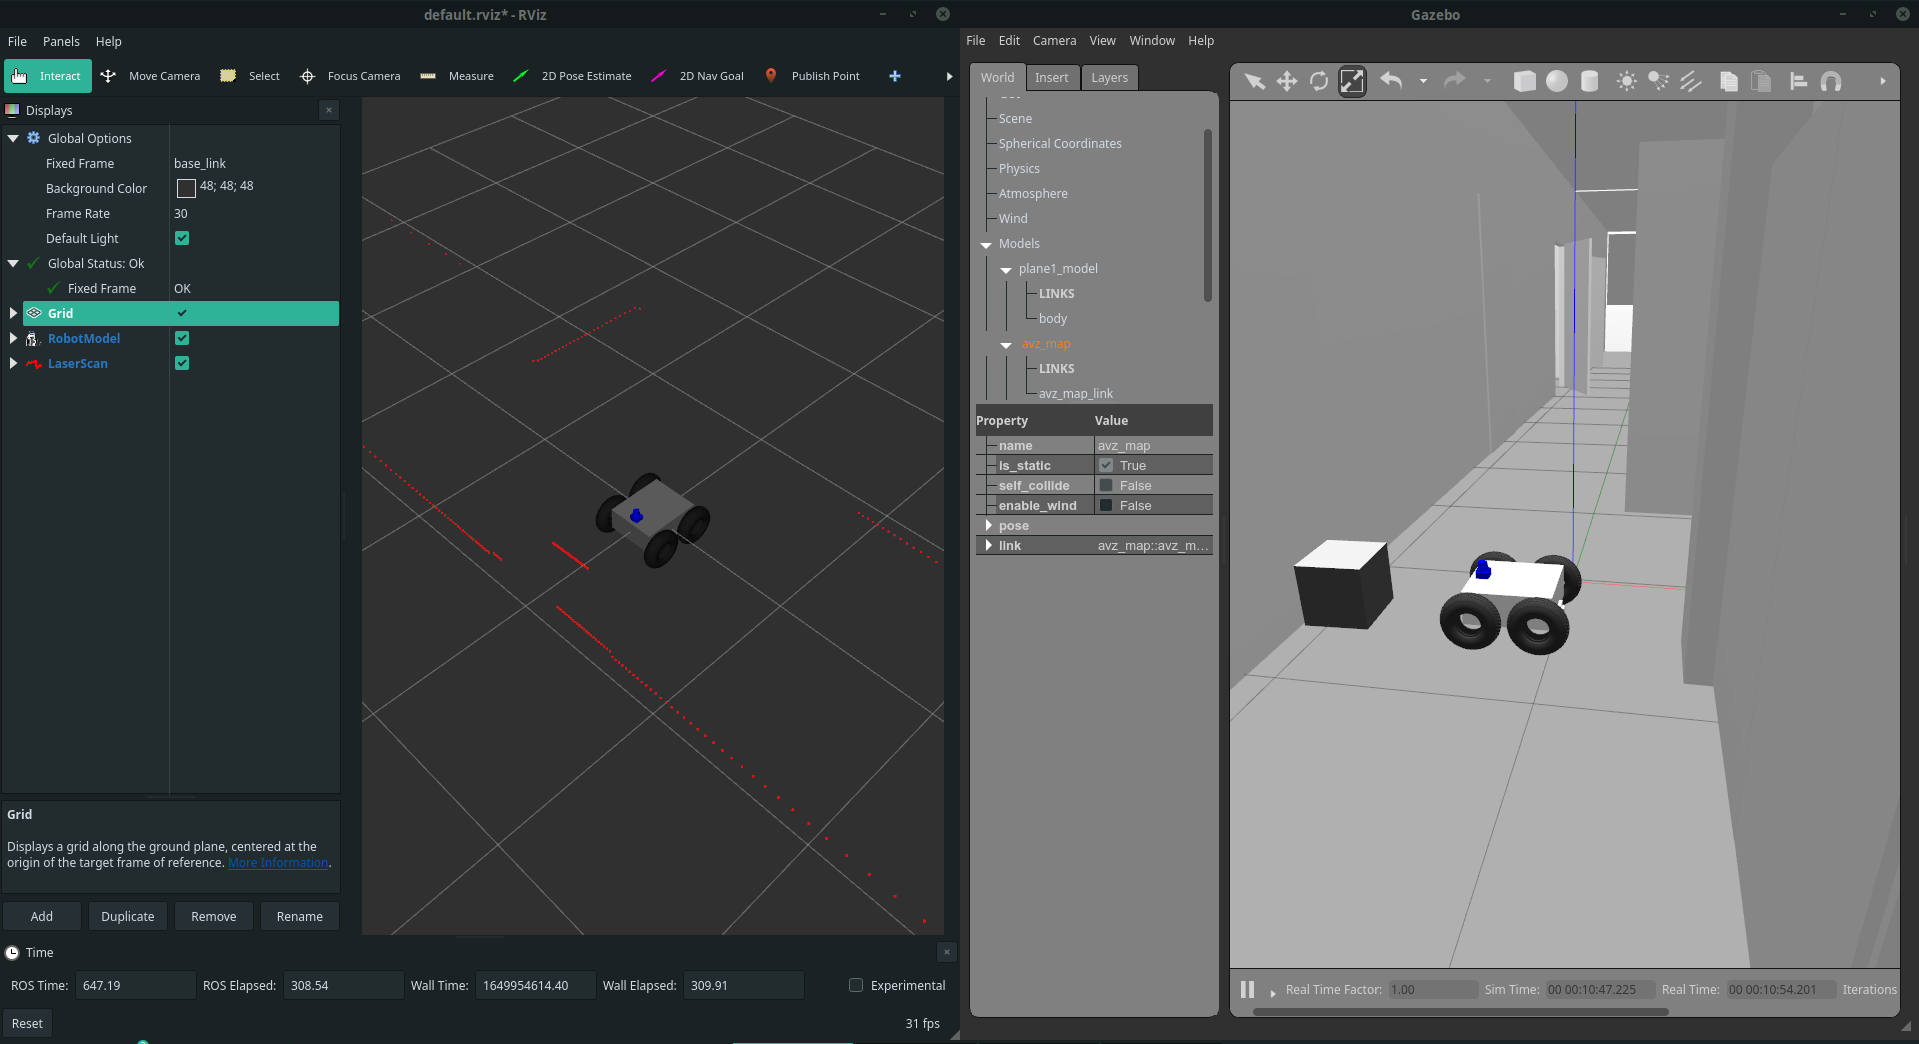 default.rviz* - RViz
File Panels Help
Interact Move Camera Select Focus Camera Measure 2D Pose Estimate 2D Nav Goal Publish Point
Displays
Global Options
Fixed Frame base_link
Background Color 48; 48; 48
Frame Rate 30
Default Light
Global Status: Ok
Fixed Frame OK
Grid
RobotModel
LaserScan
Grid
Displays a grid along the ground plane, centered at the
origin of the target frame of reference. More Information.
Add Duplicate Remove Rename
Time
ROS Time: 647.19 ROS Elapsed: 308.54 Wall Time: 1649954614.40 Wall Elapsed: 309.91 Experimental
Reset 31 fps
Gazebo
File Edit Camera View Window Help
World Insert Layers
Scene
Spherical Coordinates
Physics
Atmosphere
Wind
Models
plane1_model
LINKS
body
avz_map
LINKS
avz_map_link
Property Value
name avz_map
is_static True
self_collide False
enable_wind False
pose
link avz_map::avz_m...
Real Time Factor: 1.00 Sim Time: 00 00:10:47.225 Real Time: 00 00:10:54.201 Iterations